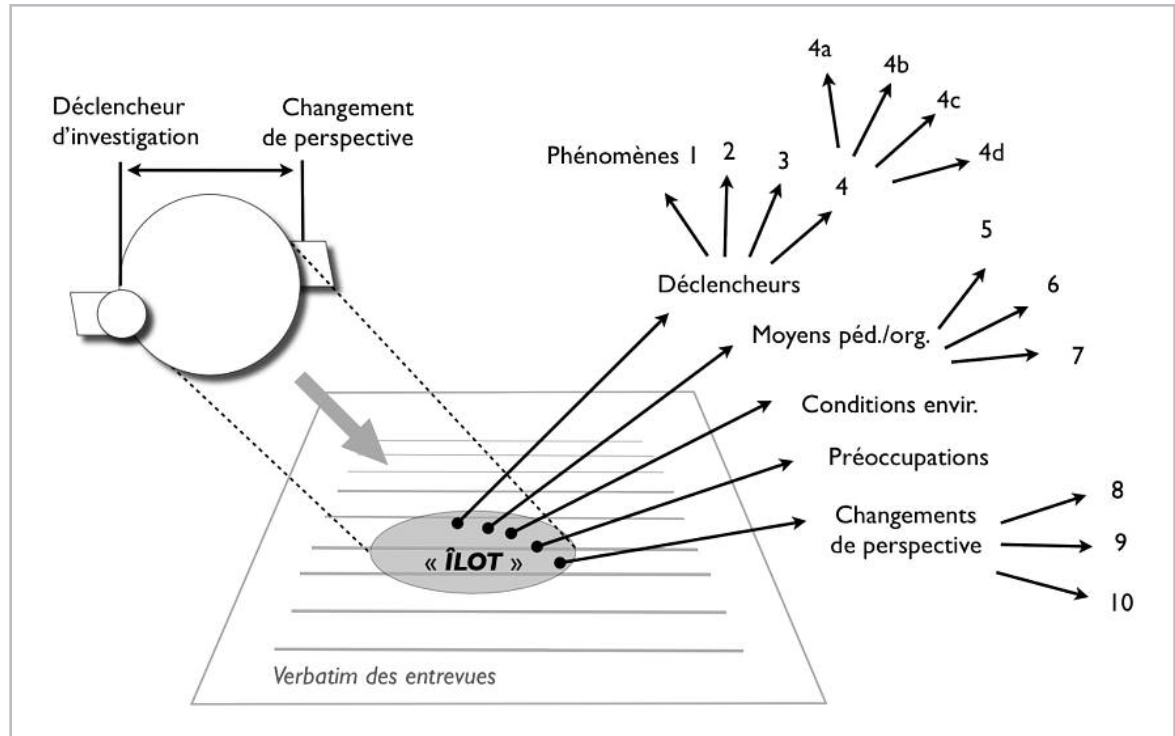 Déclencheur
d'investigation
Changement
de perspective
4a
4b
4c
4d
Phénomènes 1
2
3
4
Déclencheurs
5
6
7
Moyens péd./org.
Conditions envir.
Préoccupations
Changements
de perspective
8
9
10
« ÎLOT »
Verbatim des entrevues